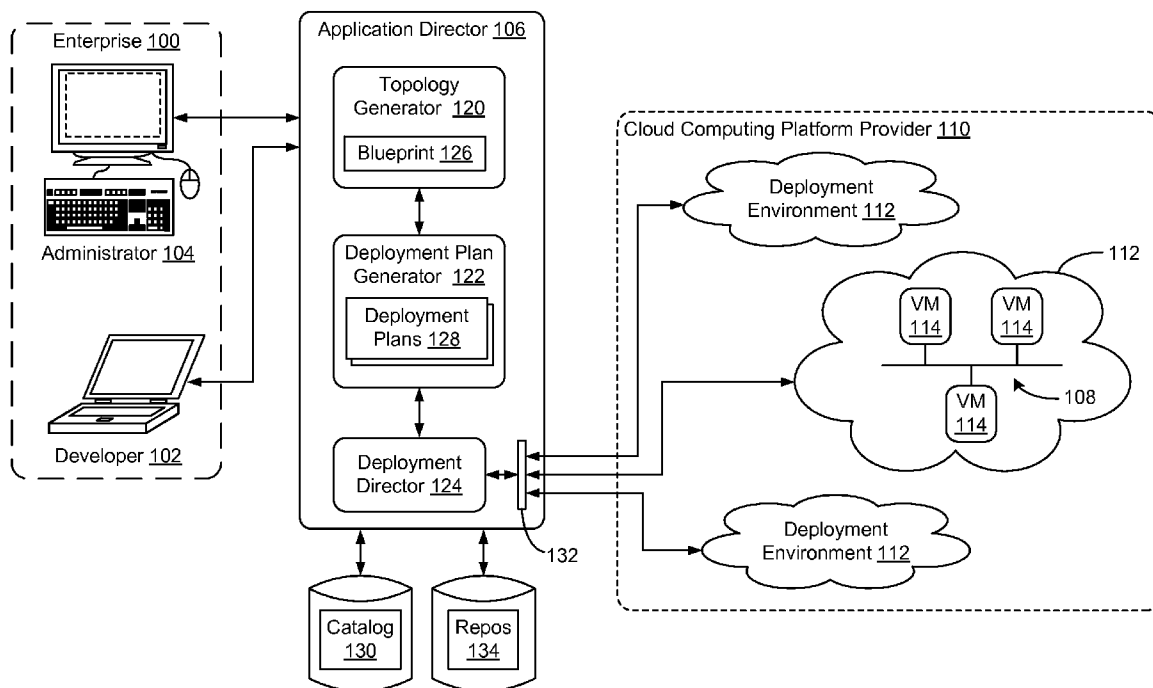 Enterprise 100
Administrator 104
Developer 102
Application Director 106
Topology
Generator 120
Blueprint 126
Deployment Plan
Generator 122
Deployment
Plans 128
Deployment
Director 124
132
Catalog
130
Repos
134
Cloud Computing Platform Provider 110
Deployment
Environment 112
112
VM
114
VM
114
VM
114
108
Deployment
Environment 112